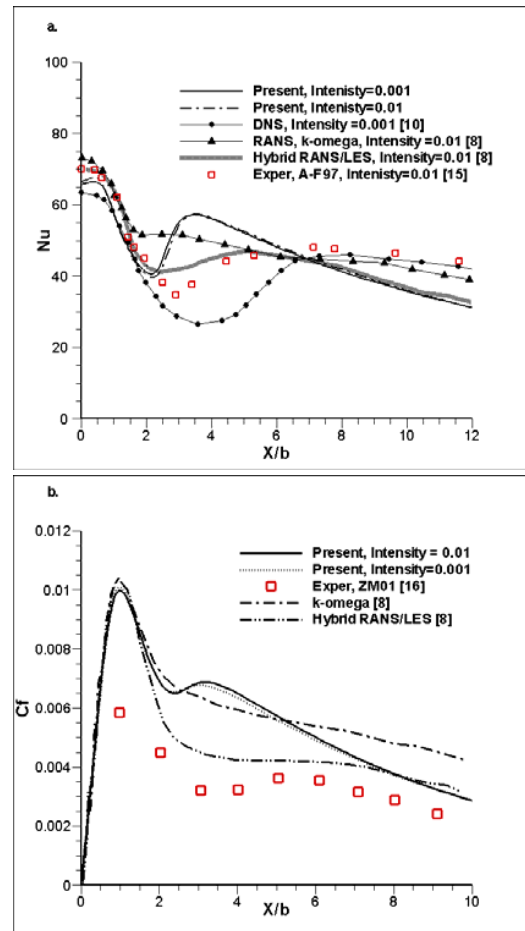 a.
Present, Intenisty=0.001
Present, Intenisty=0.01
DNS, Intensity =0.001 [10]
RANS, k-omega, Intensity =0.01 [8]
Hybrid RANS/LES, Intensity=0.01 [8]
Exper, A-F97, Intenisty=0.01 [15]
100
80
60
40
20
0
Nu
0 2 4 6 8 10 12
X/b
b.
Present, Intensity = 0.01
Present, Intensity=0.001
Exper, ZM01 [16]
k-omega [8]
Hybrid RANS/LES [8]
0.012
0.01
0.008
0.006
0.004
0.002
0
Cf
0 2 4 6 8 10
X/b